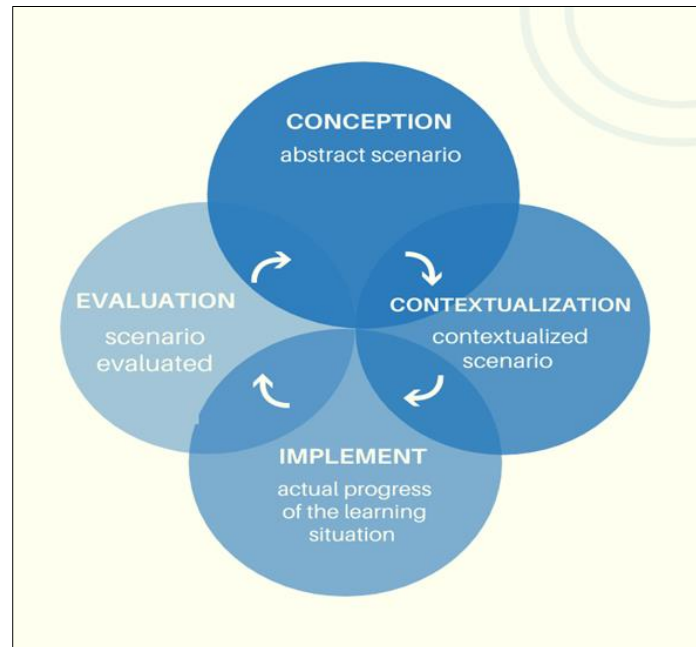 CONCEPTION
abstract scenario
EVALUATION
scenario
evaluated
CONTEXTUALIZATION
contextualized
scenario
IMPLEMENT
actual progress
of the learning
situation